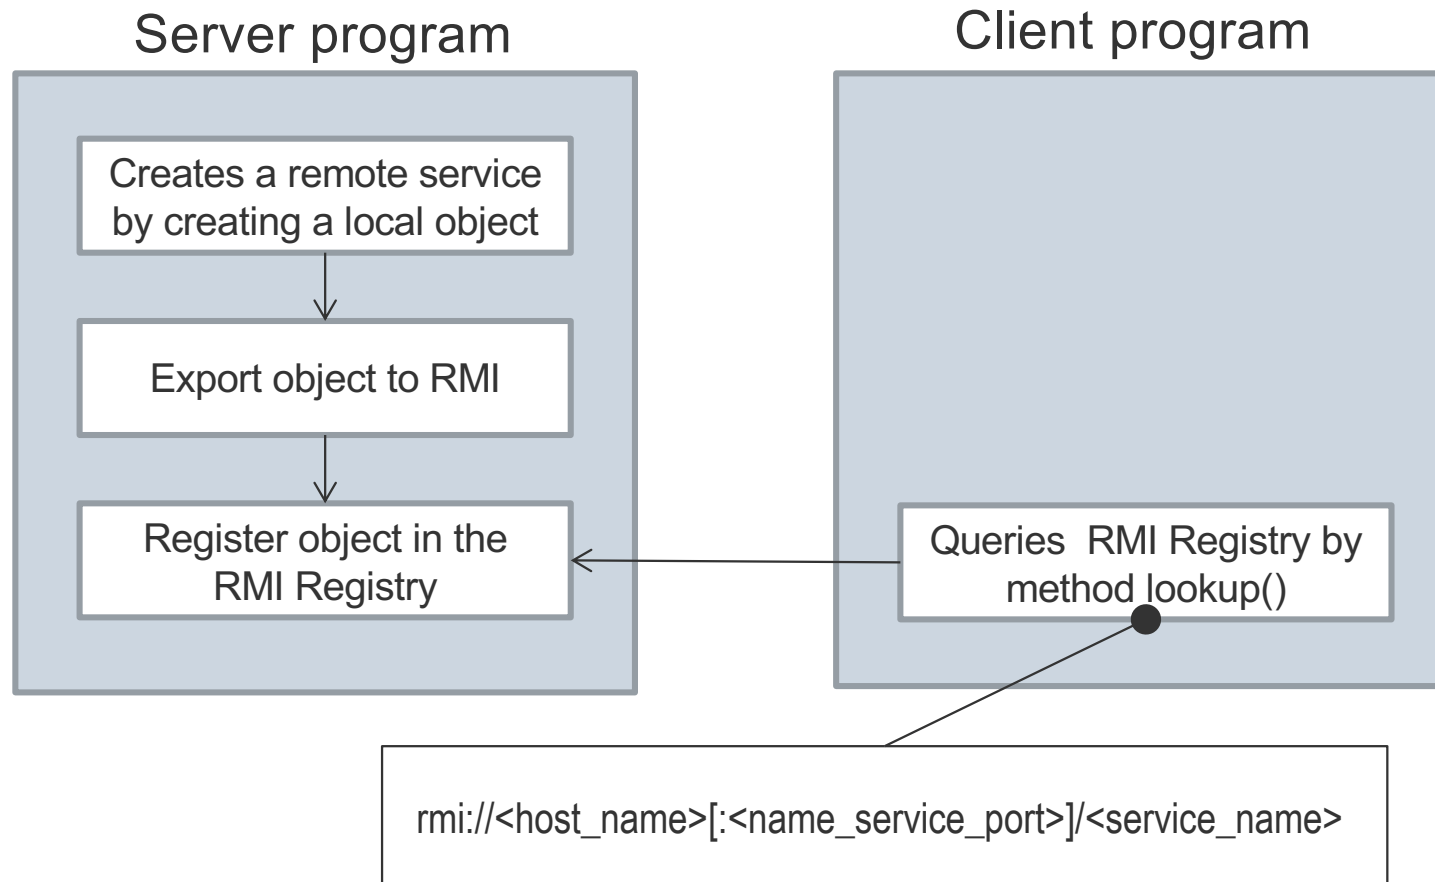 Server program
Client program
Creates a remote service
by creating a local object
Export object to RMI
Register object in the
RMI Registry
Queries  RMI Registry by
method lookup()
rmi://<host_name>[:<name_service_port>]/<service_name>